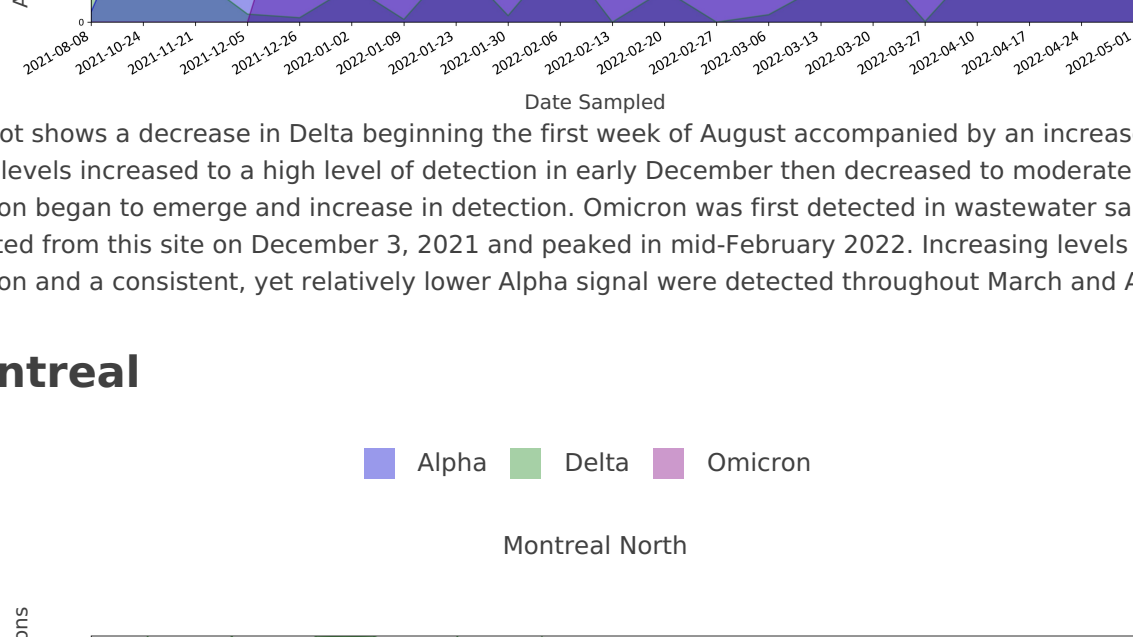 0
2021-08-08 2021-10-24 2021-11-21 2021-12-05 2021-12-26 2022-01-02 2022-01-09 2022-01-23 2022-01-30 2022-02-06 2022-02-13 2022-02-20 2022-02-27 2022-03-06 2022-03-13 2022-03-20 2022-03-27 2022-04-10 2022-04-17 2022-04-24 2022-05-01
Date Sampled
ot shows a decrease in Delta beginning the first week of August accompanied by an increas
levels increased to a high level of detection in early December then decreased to moderate
on began to emerge and increase in detection. Omicron was first detected in wastewater sa
ted from this site on December 3, 2021 and peaked in mid-February 2022. Increasing levels
on and a consistent, yet relatively lower Alpha signal were detected throughout March and A
ntreal
Alpha Delta Omicron
Montreal North
ons